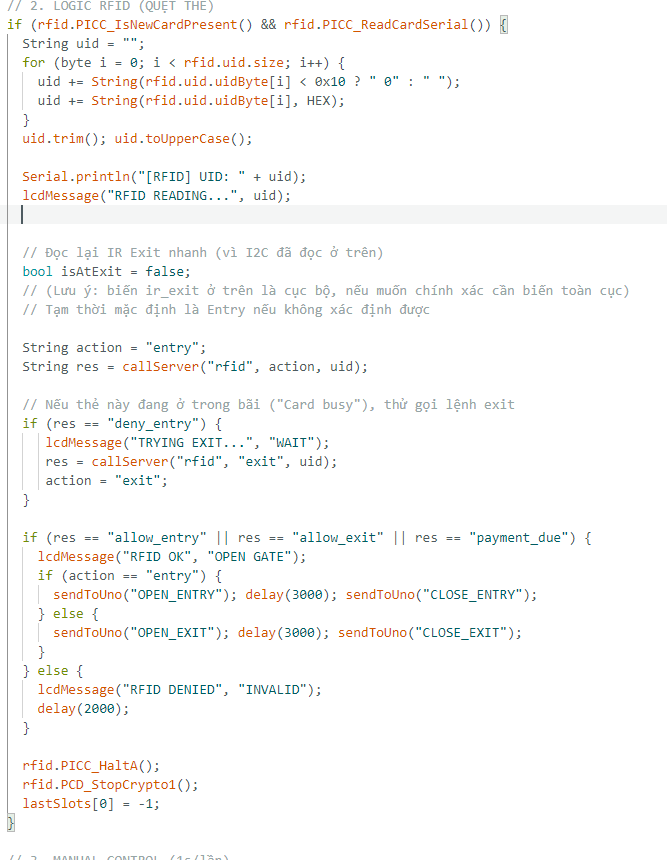 // 2. LOGIC RFID (QUẸT THẺ)
if (rfid.PICC_IsNewCardPresent() && rfid.PICC_ReadCardSerial()) {
String uid = "";
for (byte i = 0; i < rfid.uid.size; i++) {
uid += String(rfid.uid.uidByte[i] < 0x10 ? " 0" : " ");
uid += String(rfid.uid.uidByte[i], HEX);
}
uid.trim(); uid.toUpperCase();
Serial.println("[RFID] UID: " + uid);
lcdMessage("RFID READING...", uid);
// Đọc lại IR Exit nhanh (vì I2C đã đọc ở trên)
bool isAtExit = false;
// (Lưu ý: biến ir_exit ở trên là cục bộ, nếu muốn chính xác cần biến toàn cục)
// Tạm thời mặc định là Entry nếu không xác định được
String action = "entry";
String res = callServer("rfid", action, uid);
// Nếu thẻ này đang ở trong bãi ("Card busy"), thử gọi lệnh exit
if (res == "deny_entry") {
lcdMessage("TRYING EXIT...", "WAIT");
res = callServer("rfid", "exit", uid);
action = "exit";
}
if (res == "allow_entry" || res == "allow_exit" || res == "payment_due") {
lcdMessage("RFID OK", "OPEN GATE");
if (action == "entry") {
sendToUno("OPEN_ENTRY"); delay(3000); sendToUno("CLOSE_ENTRY");
} else {
sendToUno("OPEN_EXIT"); delay(3000); sendToUno("CLOSE_EXIT");
}
} else {
lcdMessage("RFID DENIED", "INVALID");
delay(2000);
}
rfid.PICC_HaltA();
rfid.PCD_StopCrypto1();
lastSlots[0] = -1;
}
// 3. MANUAL CONTROL (1s/lần)